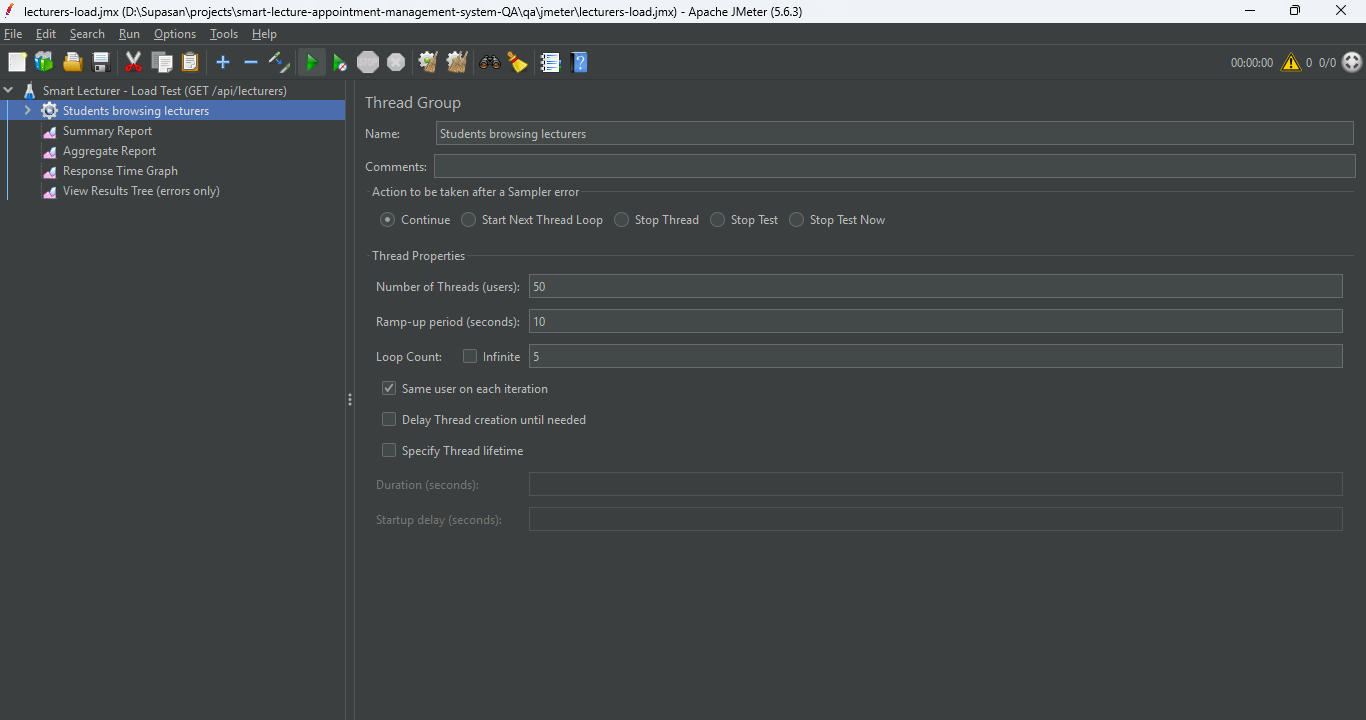 lecturers-load.jmx (D:\Supasan\projects\smart-lecture-appointment-management-system-QA\qa\jmeter\lecturers-load.jmx) - Apache JMeter (5.6.3)
File Edit Search Run Options Tools Help
STOP 00:00:00 0 0/0
Smart Lecturer - Load Test (GET /api/lecturers)
Students browsing lecturers
Summary Report
Aggregate Report
Response Time Graph
View Results Tree (errors only)
Thread Group
Name: Students browsing lecturers
Comments:
Action to be taken after a Sampler error
Continue Start Next Thread Loop Stop Thread Stop Test Stop Test Now
Thread Properties
Number of Threads (users): 50
Ramp-up period (seconds): 10
Loop Count: Infinite 5
Same user on each iteration
Delay Thread creation until needed
Specify Thread lifetime
Duration (seconds):
Startup delay (seconds):